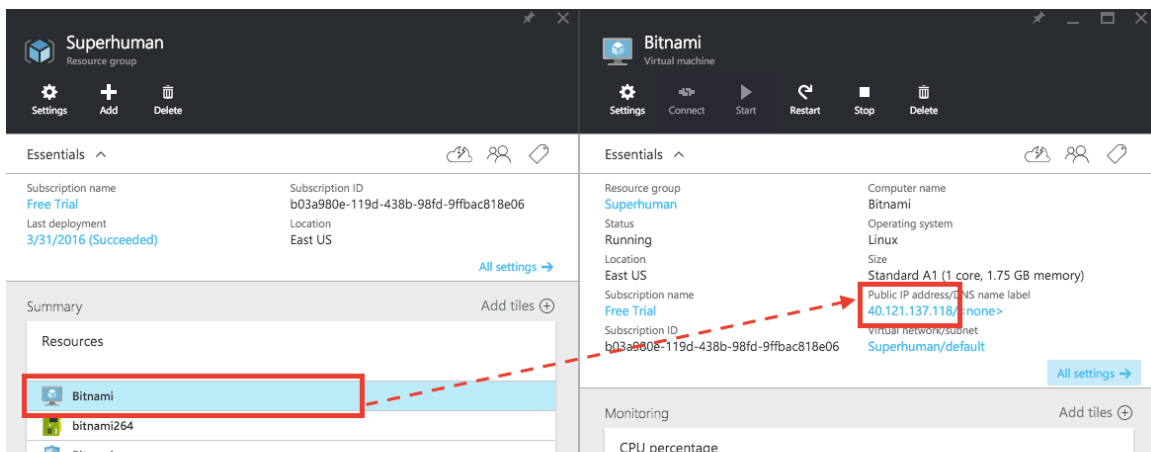 Superhuman
Resource group
Settings Add Delete
Essentials
Subscription name Subscription ID
Free Trial b03a980e-119d-438b-98fd-9ffbac818e06
Last deployment Location
3/31/2016 (Succeeded) East US
All settings →
Summary Add tiles
Resources
Bitnami
bitnami264
Bitnami
Virtual machine
Settings Connect Start Restart Stop Delete
Essentials
Resource group Computer name
Superhuman Bitnami
Status Operating system
Running Linux
Location Size
East US Standard A1 (1 core, 1.75 GB memory)
Subscription name Public IP address/DNS name label
Free Trial 40.121.137.118/<none>
Subscription ID Virtual network/subnet
b03a980e-119d-438b-98fd-9ffbac818e06 Superhuman/default
All settings →
Monitoring Add tiles
CPU percentage